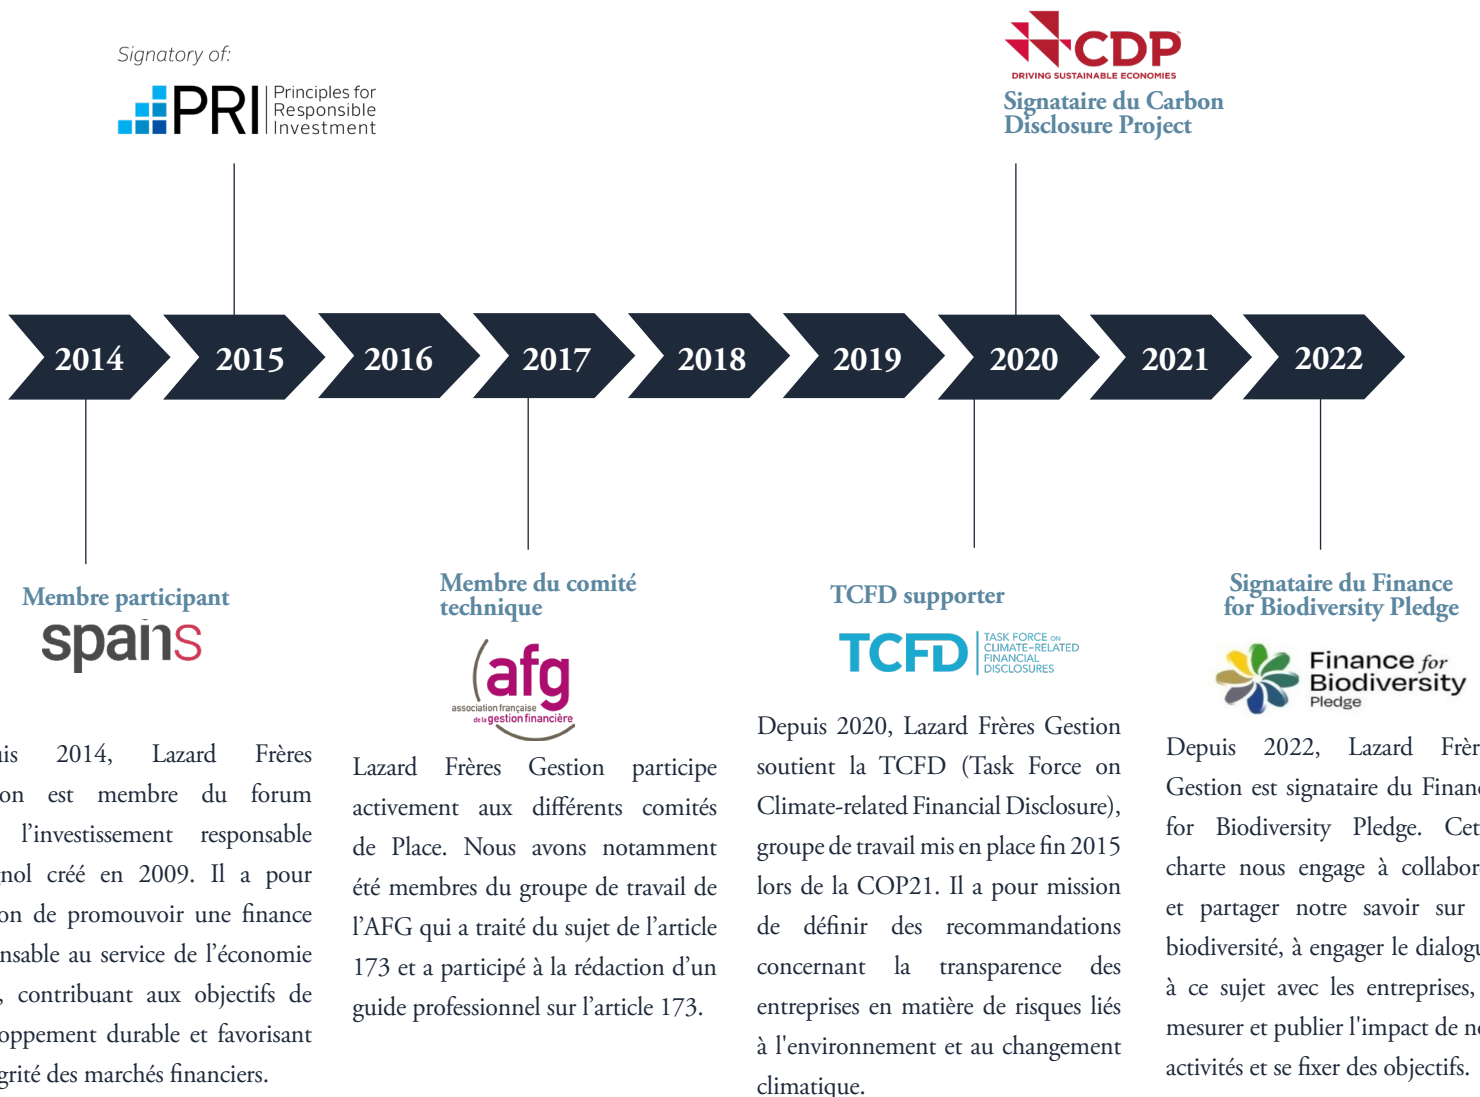 Signatory of:
PRI Principles for
Responsible
Investment
CDP
DRIVING SUSTAINABLE ECONOMIES
Signataire du Carbon
Disclosure Project
2014 2015 2016 2017 2018 2019 2020 2021 2022
Membre participant
Membre du comité
technique
afg
association française
de la gestion financière
Lazard Frères Gestion participe
activement aux différents comités
de Place. Nous avons notamment
été membres du groupe de travail de
l’AFG qui a traité du sujet de l’article
173 et a participé à la rédaction d’un
guide professionnel sur l’article 173.
TCFD supporter
TCFD TASK FORCE ON
CLIMATE-RELATED
FINANCIAL
DISCLOSURES
Depuis 2020, Lazard Frères Gestion
soutient la TCFD (Task Force on
Climate-related Financial Disclosure),
groupe de travail mis en place fin 2015
lors de la COP21. Il a pour mission
de définir des recommandations
concernant la transparence des
entreprises en matière de risques liés
à l'environnement et au changement
climatique.
Signataire du Finance
for Biodiversity Pledge
Finance for
Biodiversity
Pledge
Depuis 2022, Lazard
Gestion est signataire du
for Biodiversity Pledge.
charte nous engage à
et partager notre savoir sur
biodiversité, à engager le
à ce sujet avec les entreprises,
mesurer et publier l'impact de
activités et se fixer des objectifs.
2014, Lazard Frères
est membre du forum
l’investissement responsable
créé en 2009. Il a pour
de promouvoir une finance
au service de l’économie
contribuant aux objectifs de
durable et favorisant
des marchés financiers.